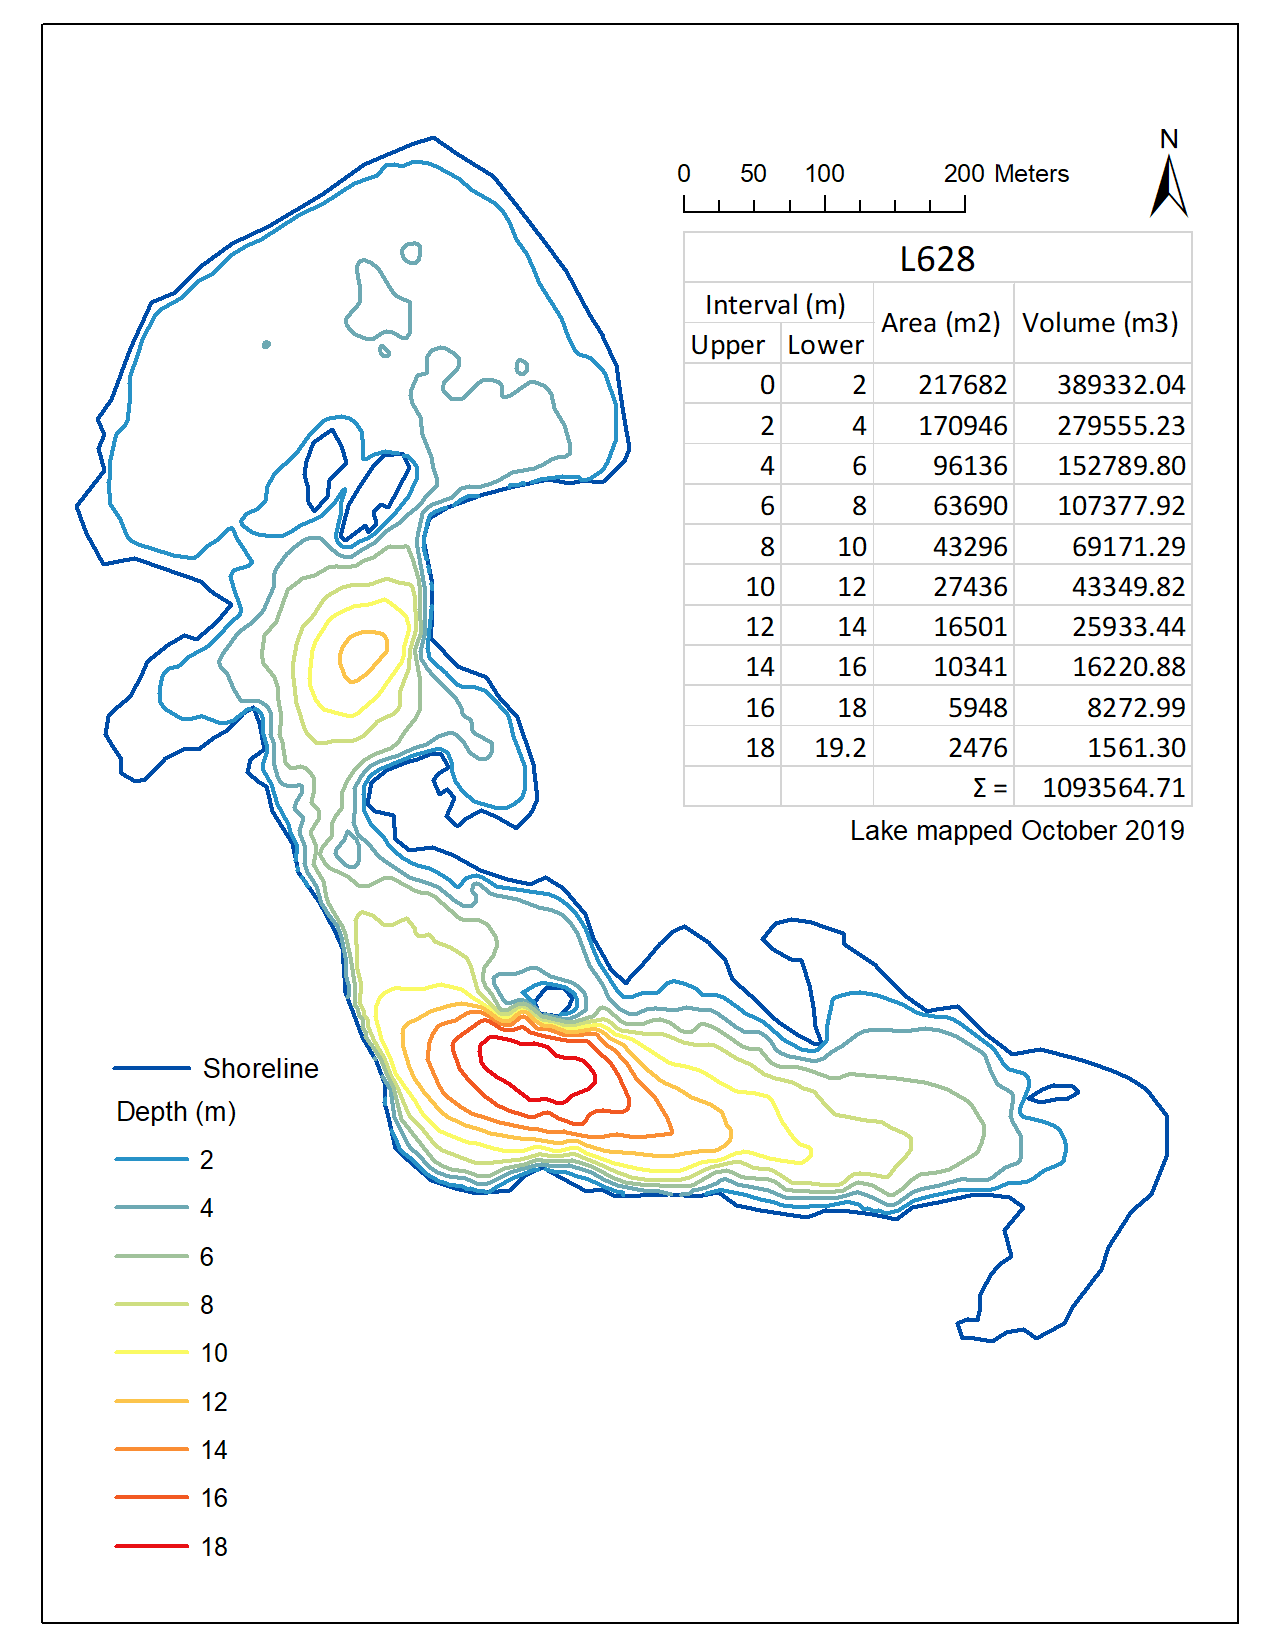 N
0 50 100 200 Meters
L628
Interval (m) Area (m2) Volume (m3)
Upper Lower
0 2 217682 389332.04
2 4 170946 279555.23
4 6 96136 152789.80
6 8 63690 107377.92
8 10 43296 69171.29
10 12 27436 43349.82
12 14 16501 25933.44
14 16 10341 16220.88
16 18 5948 8272.99
18 19.2 2476 1561.30
Σ = 1093564.71
Lake mapped October 2019
Shoreline
Depth (m)
2
4
6
8
10
12
14
16
18